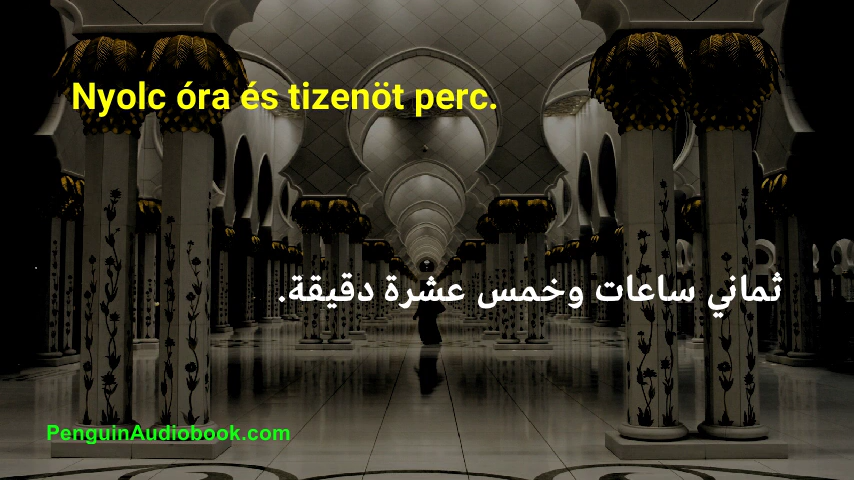 Nyolc óra és tizenöt perc.
ثماني ساعات وخمس عشرة دقيقة.
PenguinAudiobook.com